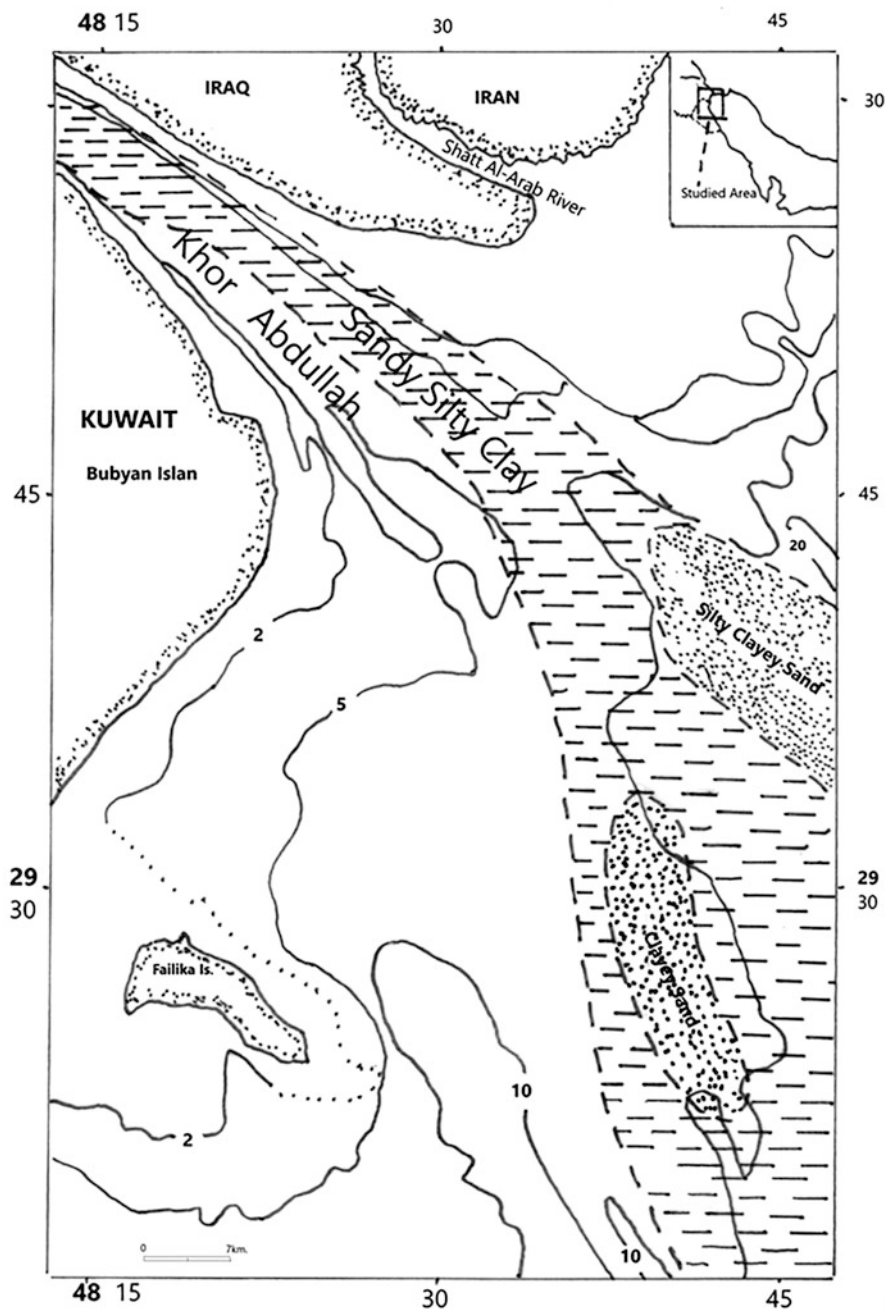 48 15
30
45
IRAQ
IRAN
30
Shatt Al-Arab River
Studied Area
Khor Abdullah
Sandy Silty Clay
KUWAIT
Bubyan Islan
45
45
20
Silty Clayey Sand
2
5
29
30
29
30
Clayey Sand
Failika Is.
10
2
10
0 7km.
48 15
30
45